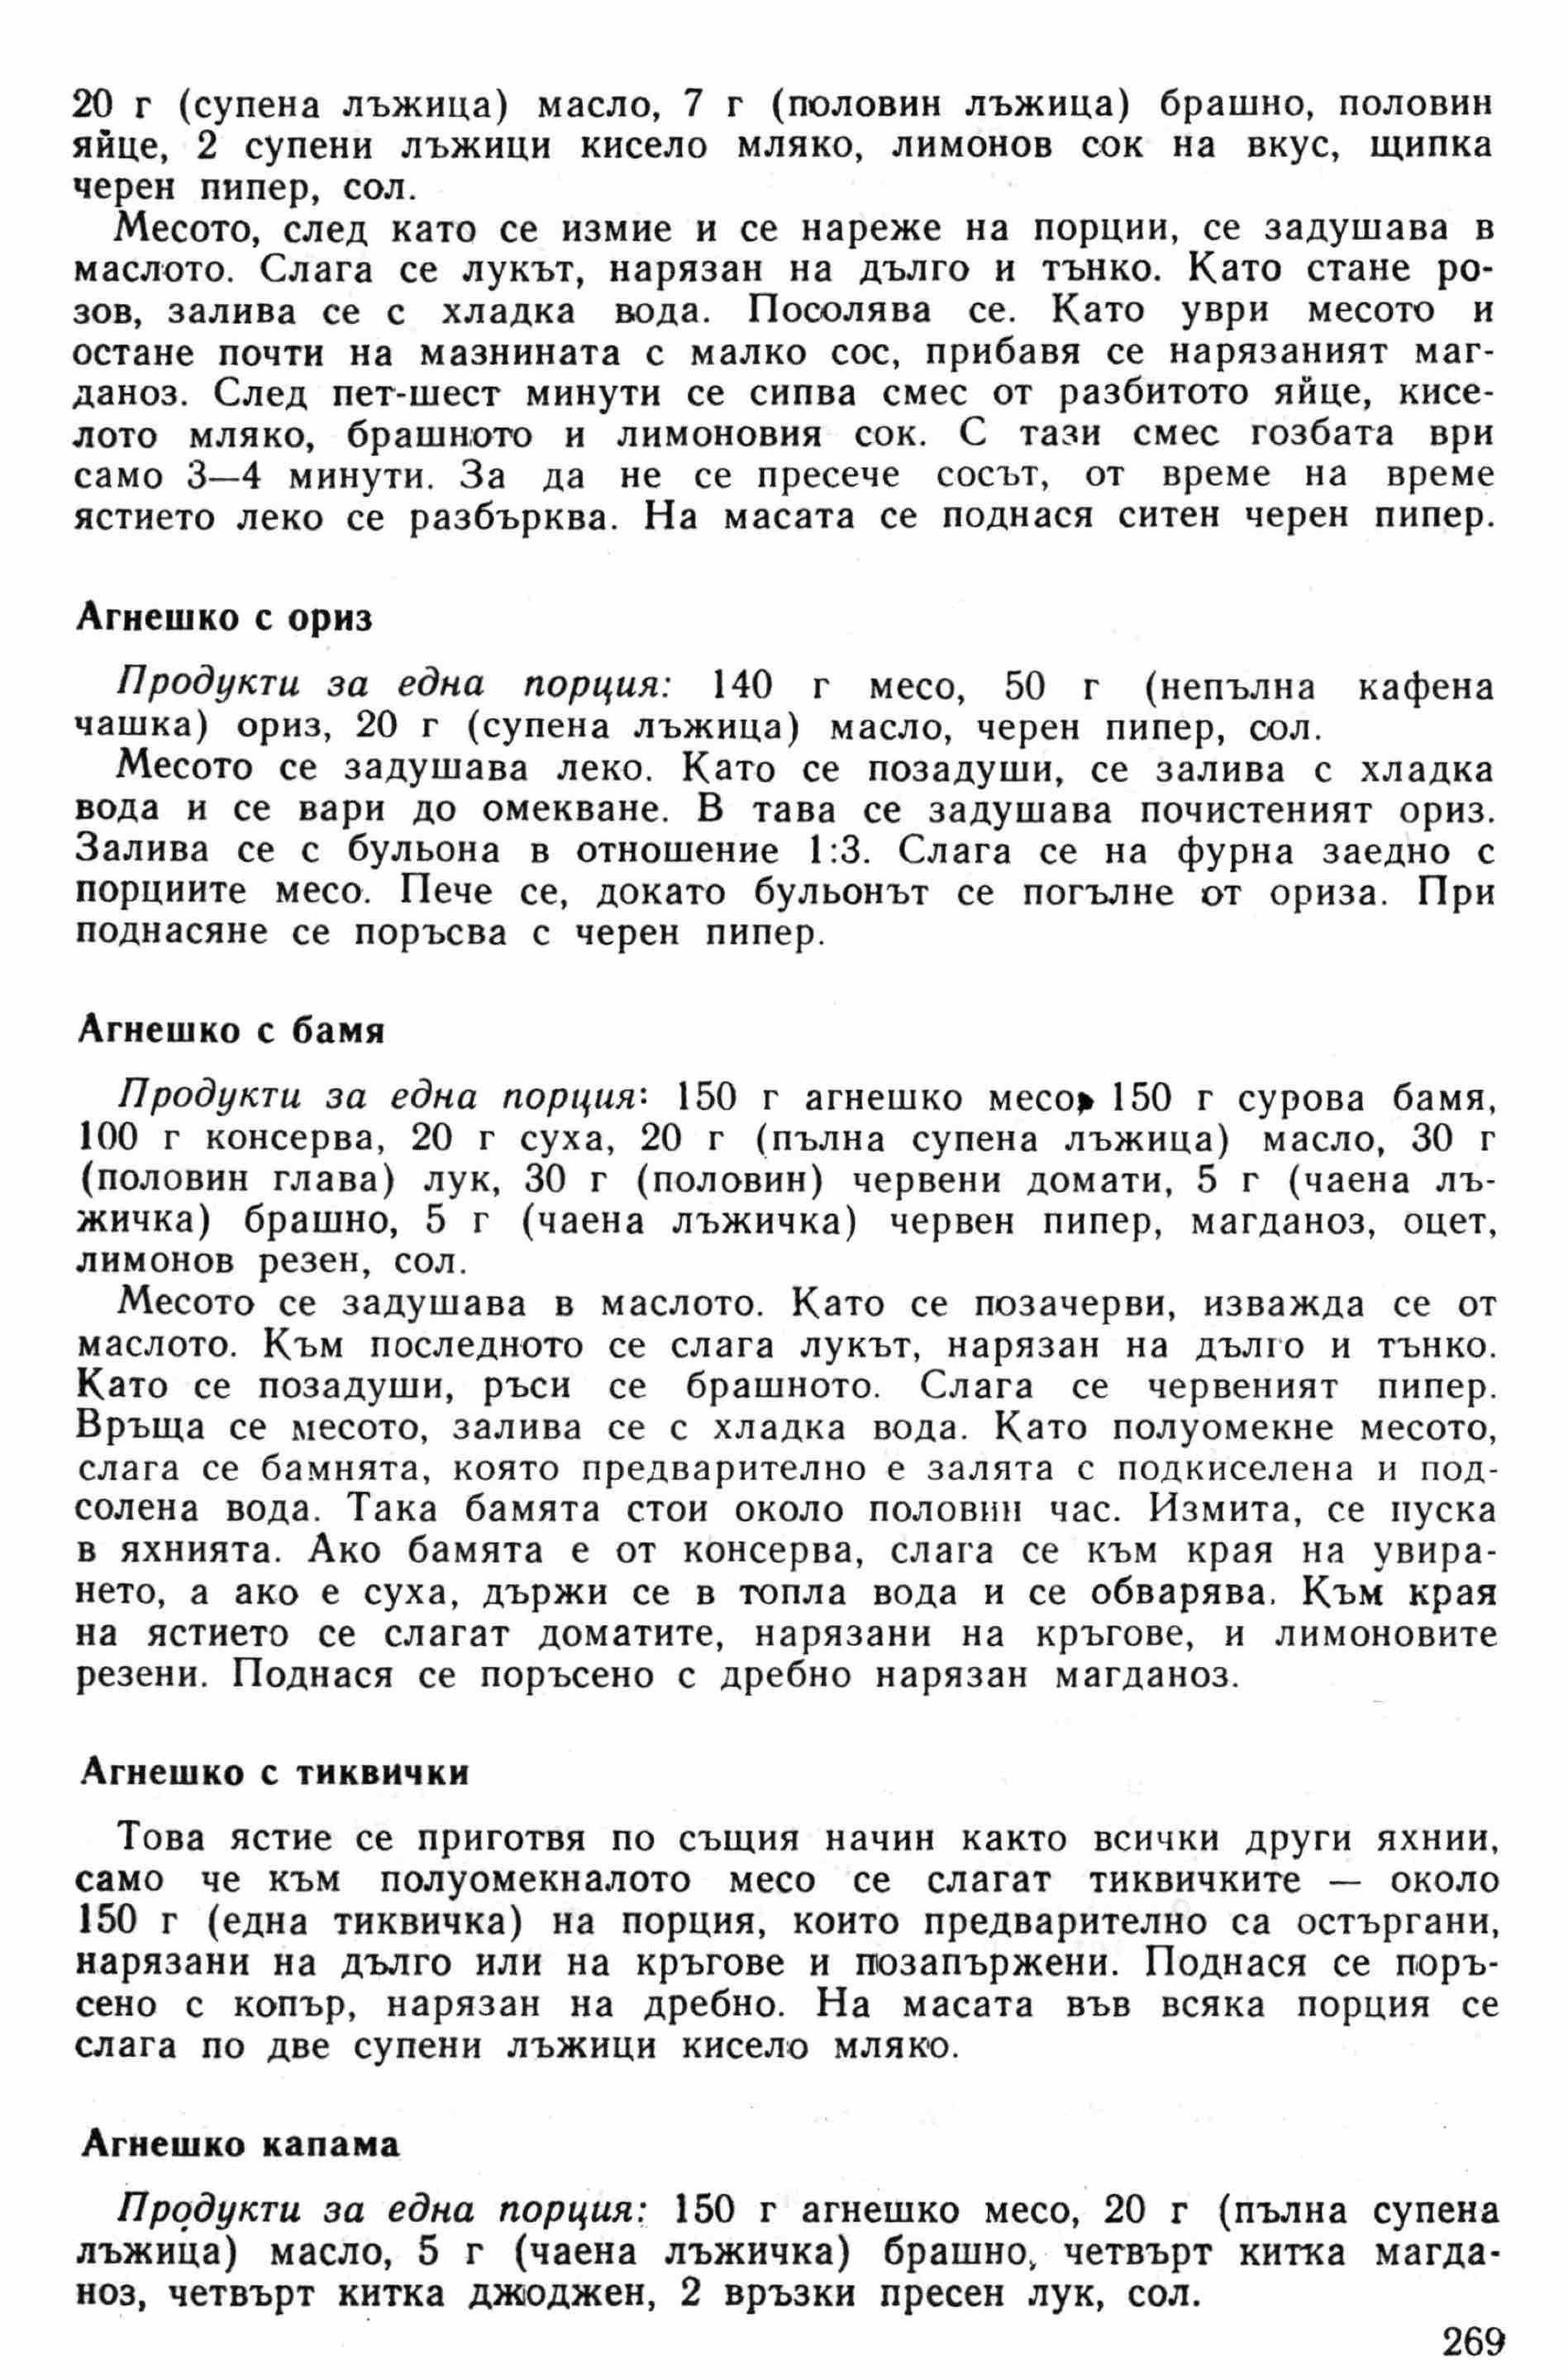 20 г (супена лъжица) масло, 7 г (половин лъжица) брашно, половин
яйце, 2 супени лъжици кисело мляко, лимонов сок на вкус, щипка
черен пипер, сол.
Месото, след като се измие и се нареже на порции, се задушава в
маслото. Слага се лукът, нарязан на дълго и тънко. Като стане ро-
зов, залива се с хладка вода. Посолява се. Като уври месото и
остане почти на мазнината с малко сос, прибавя се нарязаният маг-
даноз. След пет-шест минути се сипва смес от разбитото яйце, кисе-
лото мляко, брашното и лимоновия сок. С тази смес гозбата ври
само 3—4 минути. За да не се пресече сосът, от време на време
ястието леко се разбърква. На масата се поднася ситен черен пипер.
Агнешко с ориз
Продукти за една порция: 140 г месо, 50 г (непълна кафена
чашка) ориз, 20 г (супена лъжица) масло, черен пипер, сол.
Месото се задушава леко. Като се позадуши, се залива с хладка
вода и се вари до омекване. В тава се задушава почистеният ориз.
Залива се с бульона в отношение 1:3. Слага се на фурна заедно с
порциите месо. Пече се, докато бульонът се погълне от ориза. При
поднасяне се поръсва с черен пипер.
Агнешко с бамя
Продукти за една порция: 150 г агнешко месо, 150 г сурова бамя,
100 г консерва, 20 г суха, 20 г (пълна супена лъжица) масло, 30 г
(половин глава) лук, 30 г (половин) червени домати, 5 г (чаена лъ-
жичка) брашно, 5 г (чаена лъжичка) червен пипер, магданоз, оцет,
лимонов резен, сол.
Месото се задушава в маслото. Като се позачерви, изважда се от
маслото. Към последното се слага лукът, нарязан на дълго и тънко.
Като се позадуши, ръси се брашното. Слага се червеният пипер.
Връща се месото, залива се с хладка вода. Като полуомекне месото,
слага се бамнята, която предварително е залята с подкиселена и под-
солена вода. Така бамята стои около половин час. Измита, се пуска
в яхнията. Ако бамята е от консерва, слага се към края на увира-
нето, а ако е суха, държи се в топла вода и се обварява. Към края
на ястието се слагат доматите, нарязани на кръгове, и лимоновите
резени. Поднася се поръсено с дребно нарязан магданоз.
Агнешко с тиквички
Това ястие се приготвя по същия начин както всички други яхнии,
само че към полуомекналото месо се слагат тиквичките — около
150 г (една тиквичка) на порция, които предварително са остъргани,
нарязани на дълго или на кръгове и позапържени. Поднася се поръ-
сено с копър, нарязан на дребно. На масата във всяка порция се
слага по две супени лъжици кисело мляко.
Агнешко капама
Продукти за една порция: 150 г агнешко месо, 20 г (пълна супена
лъжица) масло, 5 г (чаена лъжичка) брашно, четвърт китка магда-
ноз, четвърт китка джоджен, 2 връзки пресен лук, сол.
269